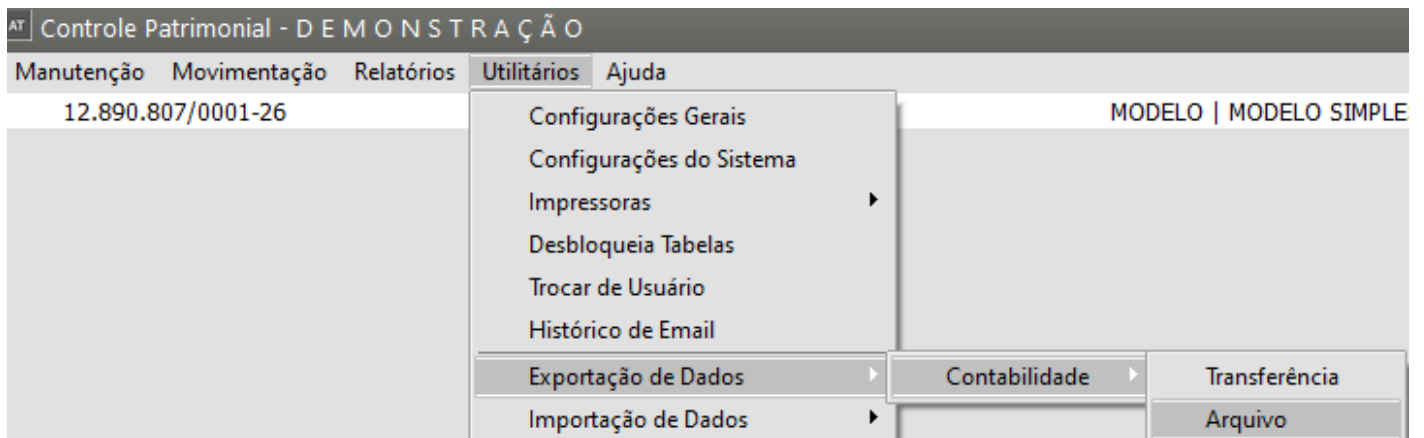 AT Controle Patrimonial - D E M O N S T R A Ç Ã O
Manutenção Movimentação Relatórios Utilitários Ajuda
12.890.807/0001-26 MODELO | MODELO SIMPLE
Configurações Gerais
Configurações do Sistema
Impressoras
Desbloqueia Tabelas
Trocar de Usuário
Histórico de Email
Exportação de Dados Contabilidade Transferência
Importação de Dados Arquivo